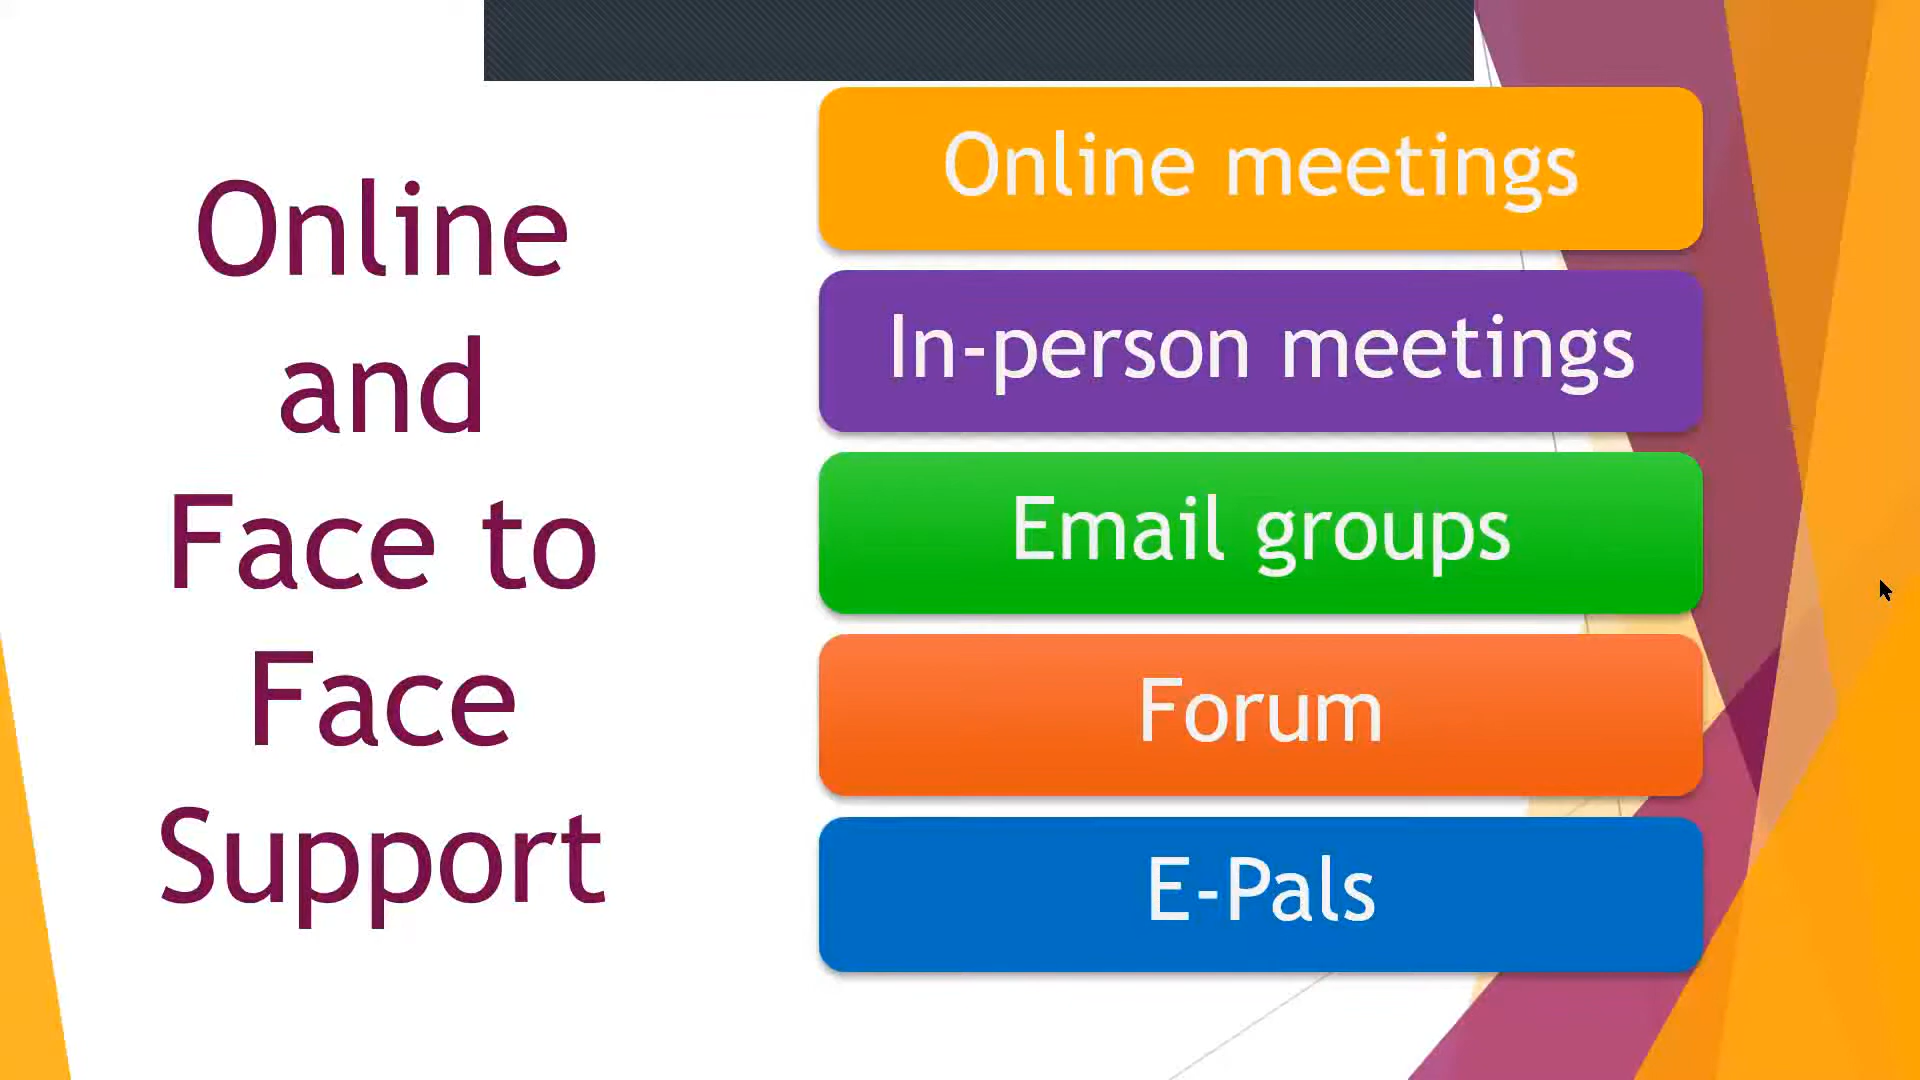 Online
and
Face to
Face
Support
Online meetings
In-person meetings
Email groups
Forum
E-Pals